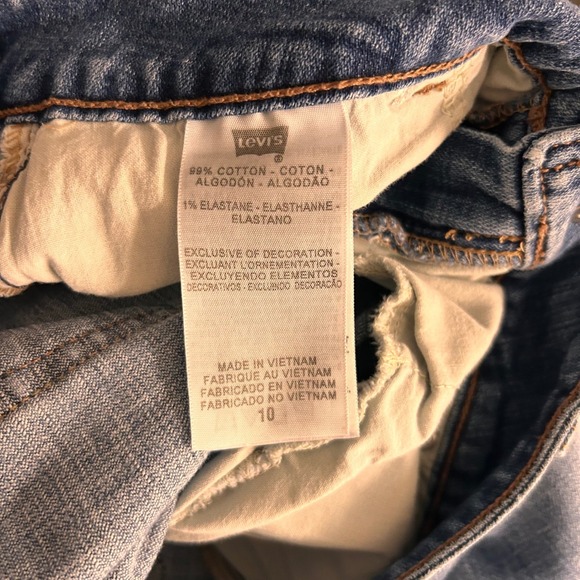 Levi's
®
99% COTTON - COTON -
ALGODÓN - ALGODÃO
1% ELASTANE - ELASTHANNE -
ELASTANO
EXCLUSIVE OF DECORATION -
EXCLUANT L'ORNEMENTATION -
EXCLUYENDO ELEMENTOS
DECORATIVOS - EXCLUINDO DECORAÇÃO
MADE IN VIETNAM
FABRIQUE AU VIETNAM
FABRICADO EN VIETNAM
FABRICADO NO VIETNAM
10